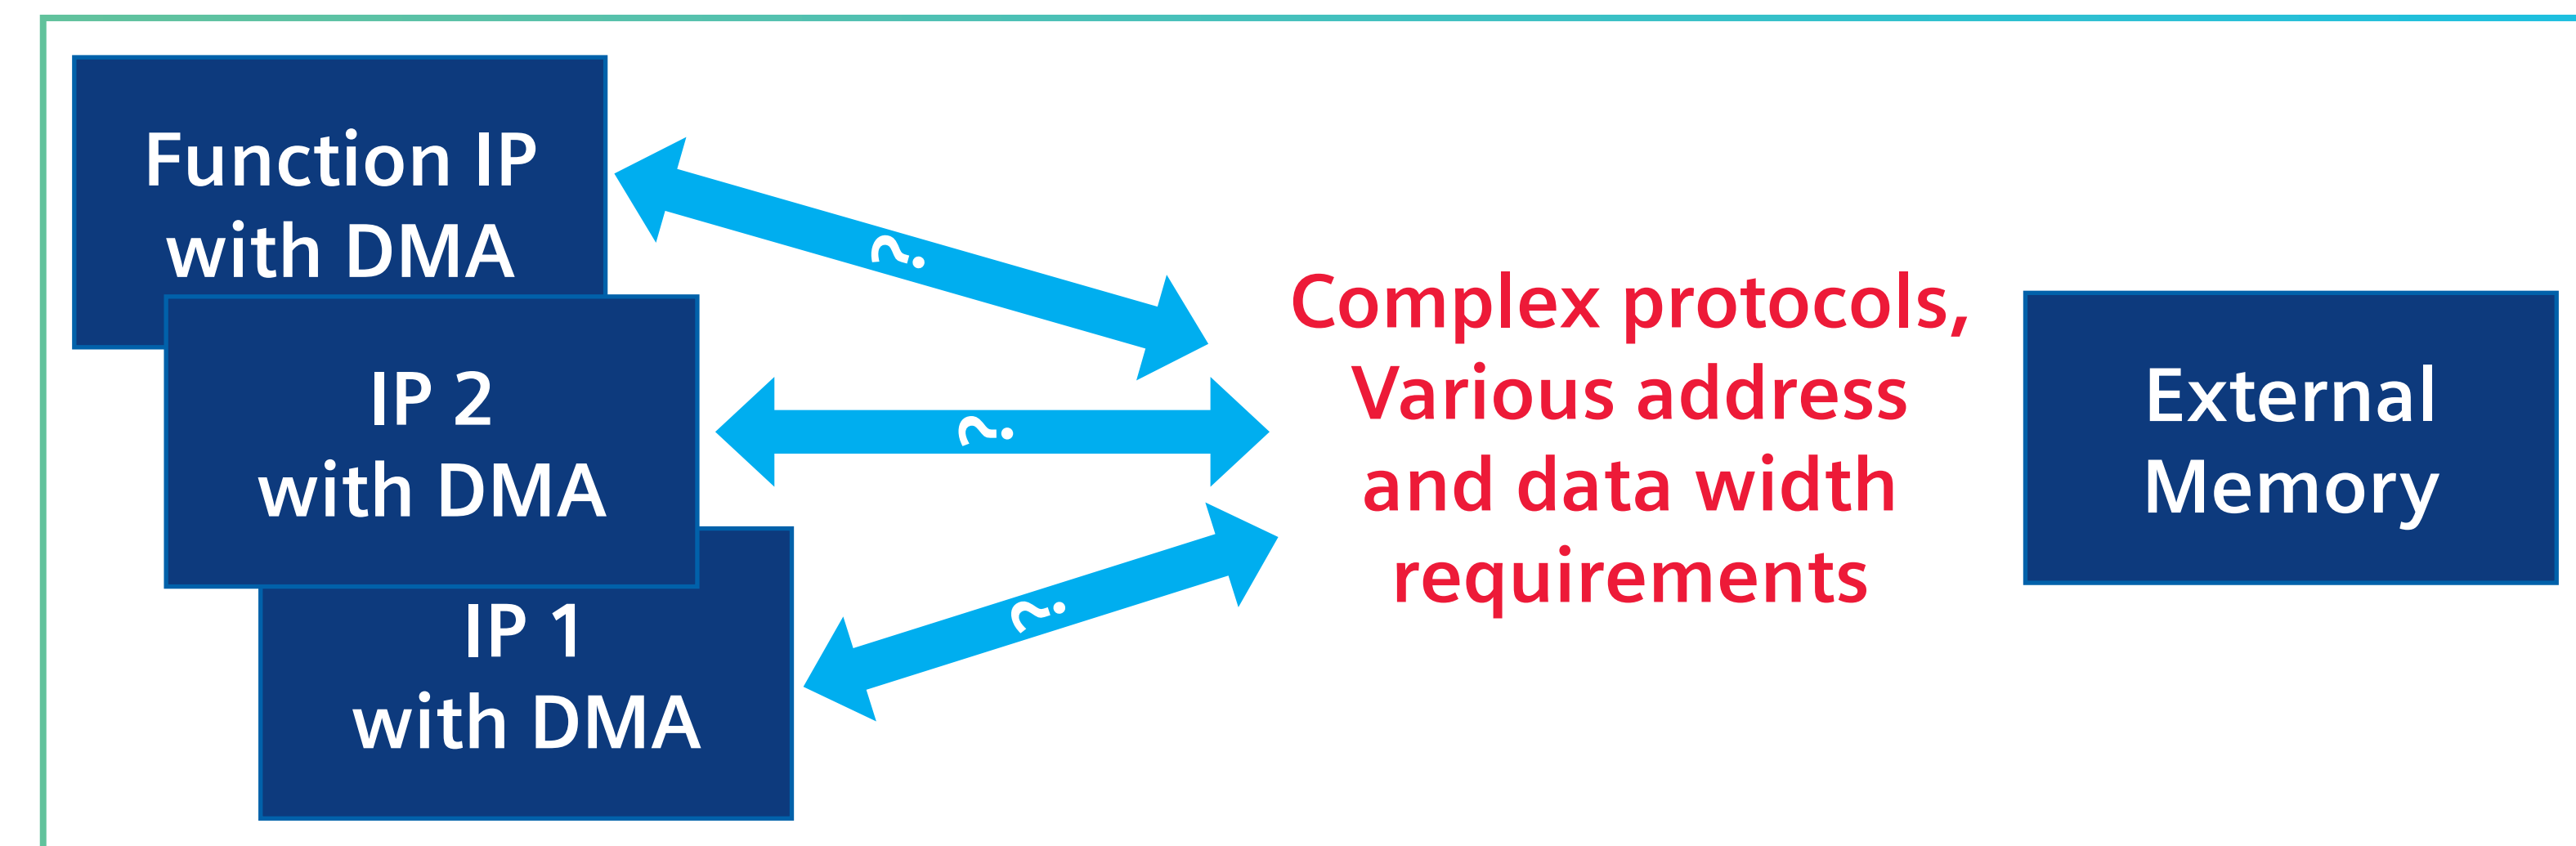 Function IP
with DMA
?
IP 2
with DMA
?
IP 1
with DMA
?
Complex protocols,
Various address
and data width
requirements
External
Memory